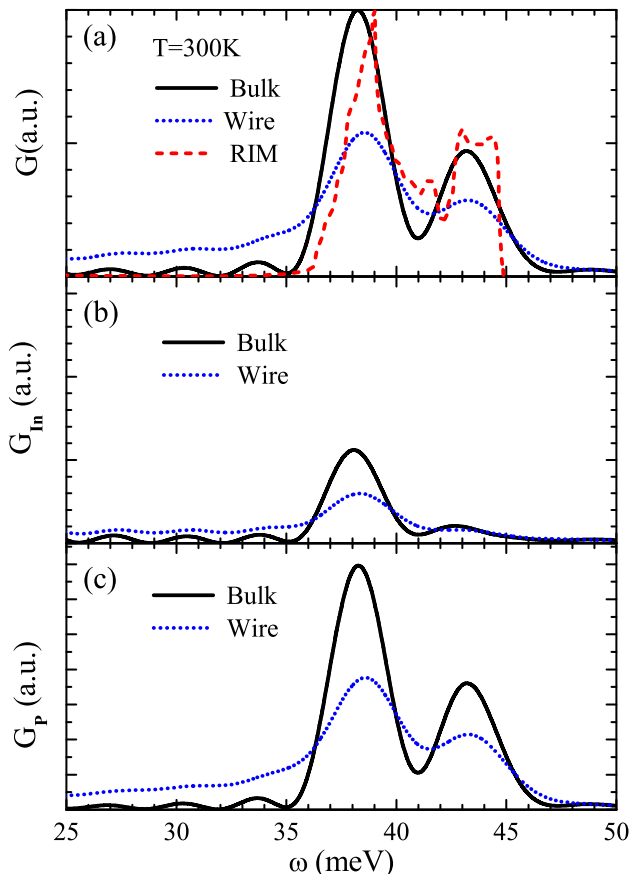 (a)
T=300K
Bulk
Wire
RIM
G(a.u.)
(b)
Bulk
Wire
G_In (a.u.)
(c)
Bulk
Wire
G_P (a.u.)
25 30 35 40 45 50
ω (meV)